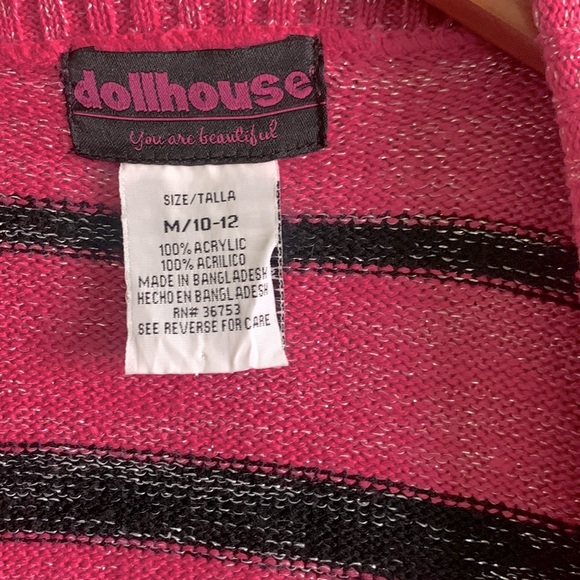 dollhouse
You are beautiful
SIZE/TALLA
M/10-12
100% ACRYLIC
100% ACRILICO
MADE IN BANGLADESH
HECHO EN BANGLADESH
RN# 36753
SEE REVERSE FOR CARE